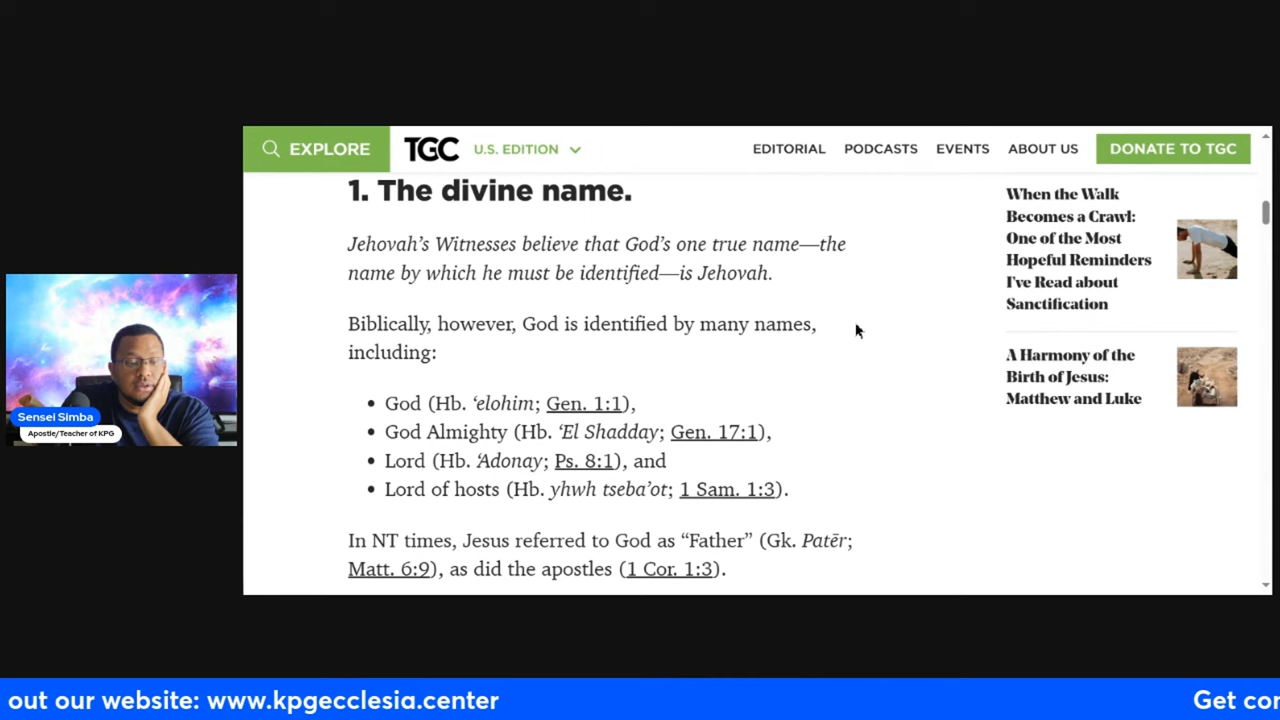 EXPLORE
TGC
U.S. EDITION
EDITORIAL
PODCASTS
EVENTS
ABOUT US
DONATE TO TGC
1. The divine name.
Jehovah’s Witnesses believe that God’s one true name—the
name by which he must be identified—is Jehovah.
Biblically, however, God is identified by many names,
including:
• God (Hb. ‘elohim; Gen. 1:1),
• God Almighty (Hb. ‘El Shadday; Gen. 17:1),
• Lord (Hb. ‘Adonay; Ps. 8:1), and
• Lord of hosts (Hb. yhwh tseba’ot; 1 Sam. 1:3).
In NT times, Jesus referred to God as “Father” (Gk. Patēr;
Matt. 6:9), as did the apostles (1 Cor. 1:3).
When the Walk
Becomes a Crawl:
One of the Most
Hopeful Reminders
I’ve Read about
Sanctification
A Harmony of the
Birth of Jesus:
Matthew and Luke
Sensei Simba
Apostle/Teacher of KPG
out our website: www.kpgecclesia.center
Get cor